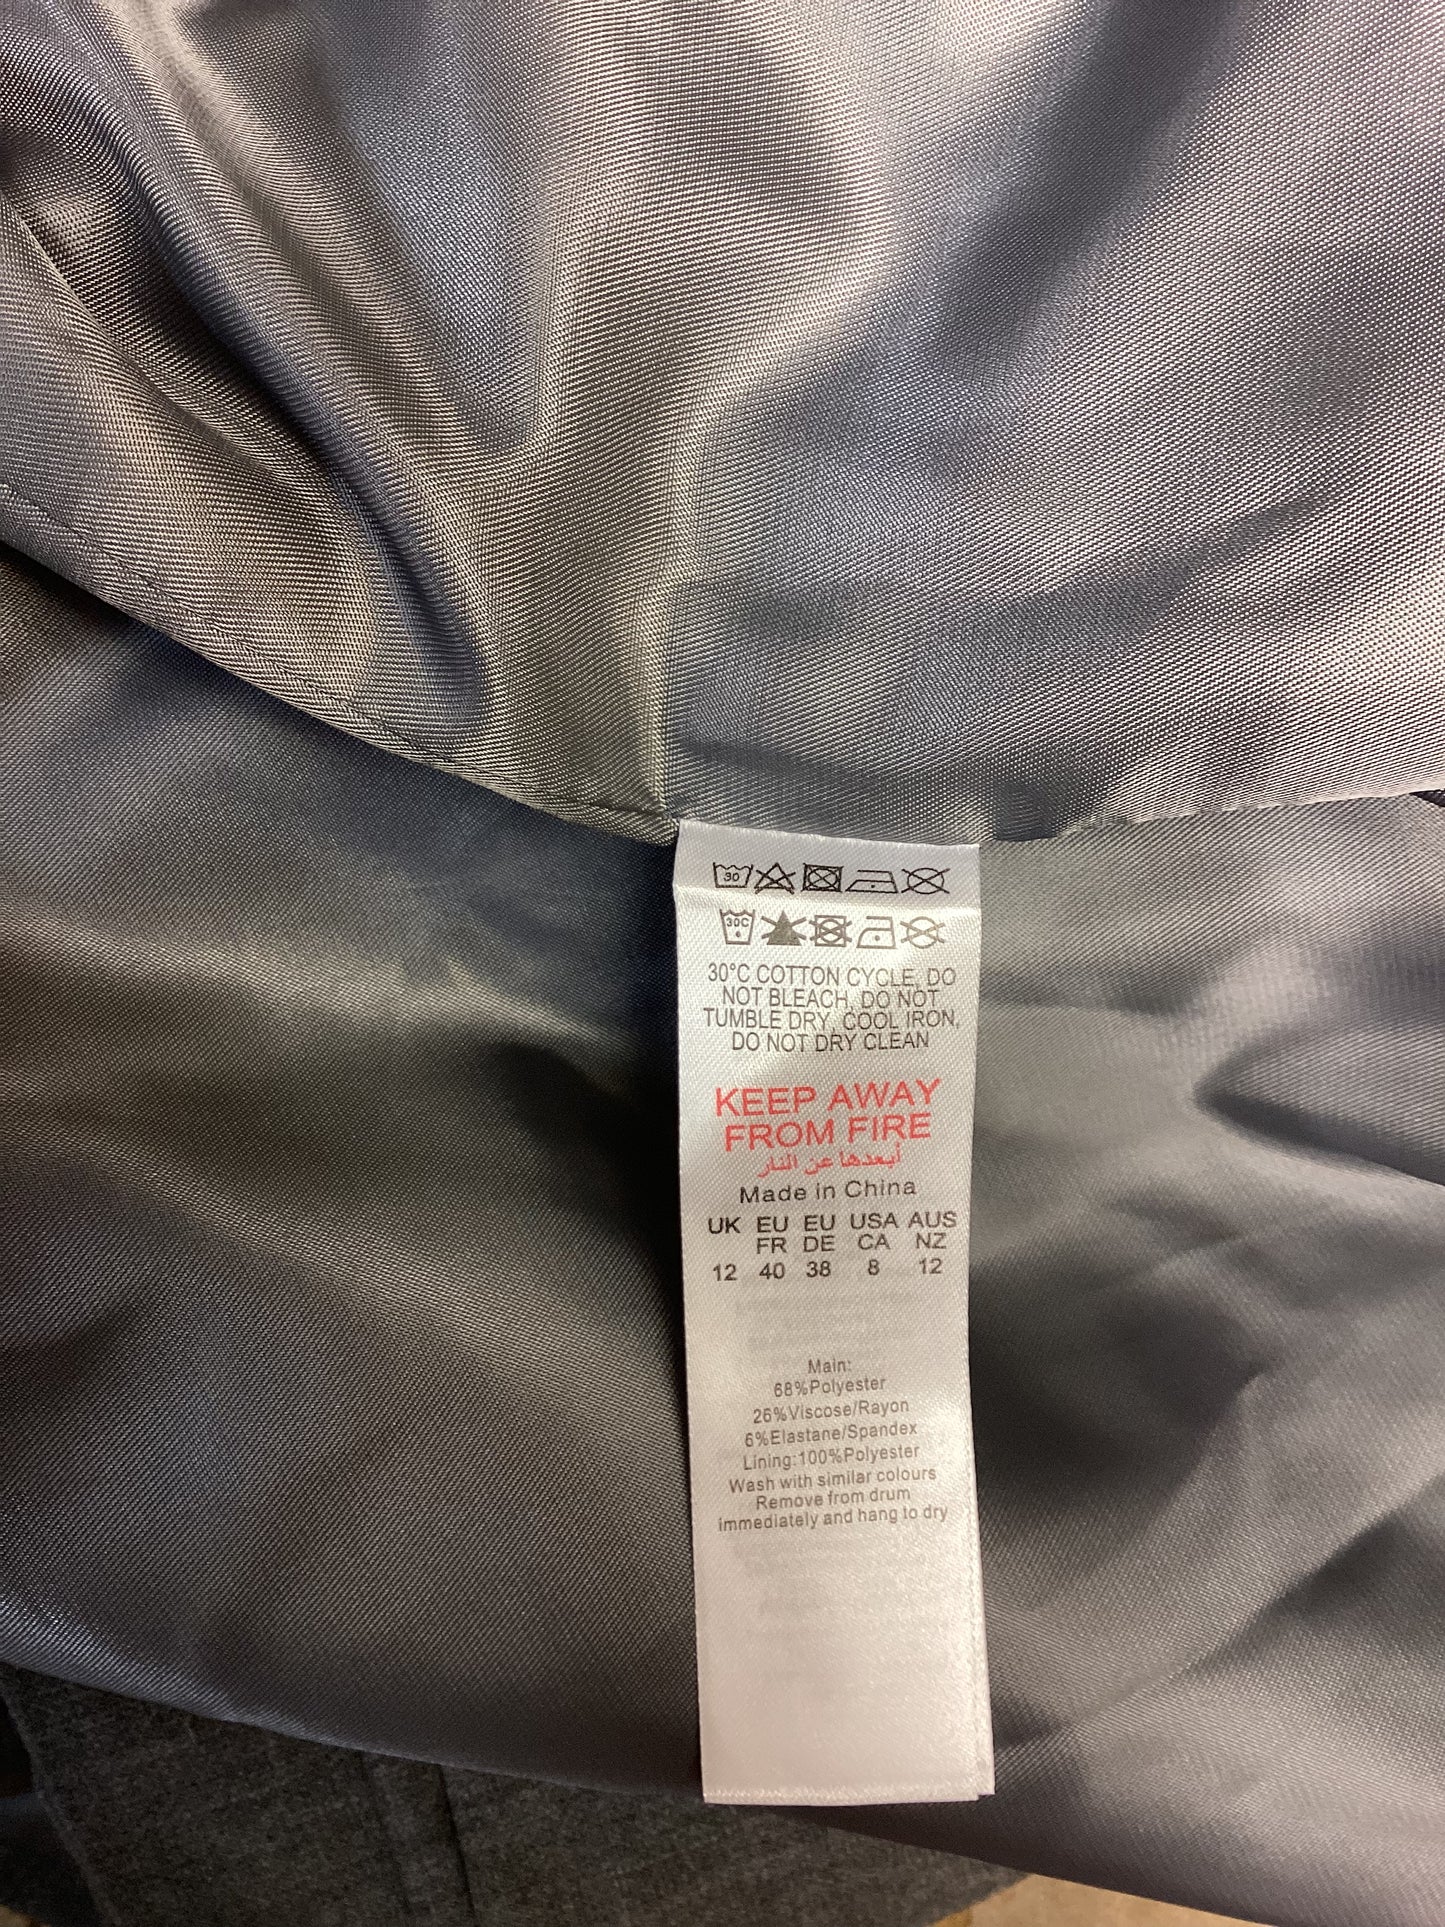 30
30C
30°C COTTON CYCLE, DO
NOT BLEACH, DO NOT
TUMBLE DRY, COOL IRON,
DO NOT DRY CLEAN
KEEP AWAY
FROM FIRE
أبعدها عن النار
Made in China
UK EU EU USA AUS
FR DE CA NZ
12 40 38 8 12
Main:
68%Polyester
26%Viscose/Rayon
6%Elastane/Spandex
Lining:100%Polyester
Wash with similar colours
Remove from drum
immediately and hang to dry